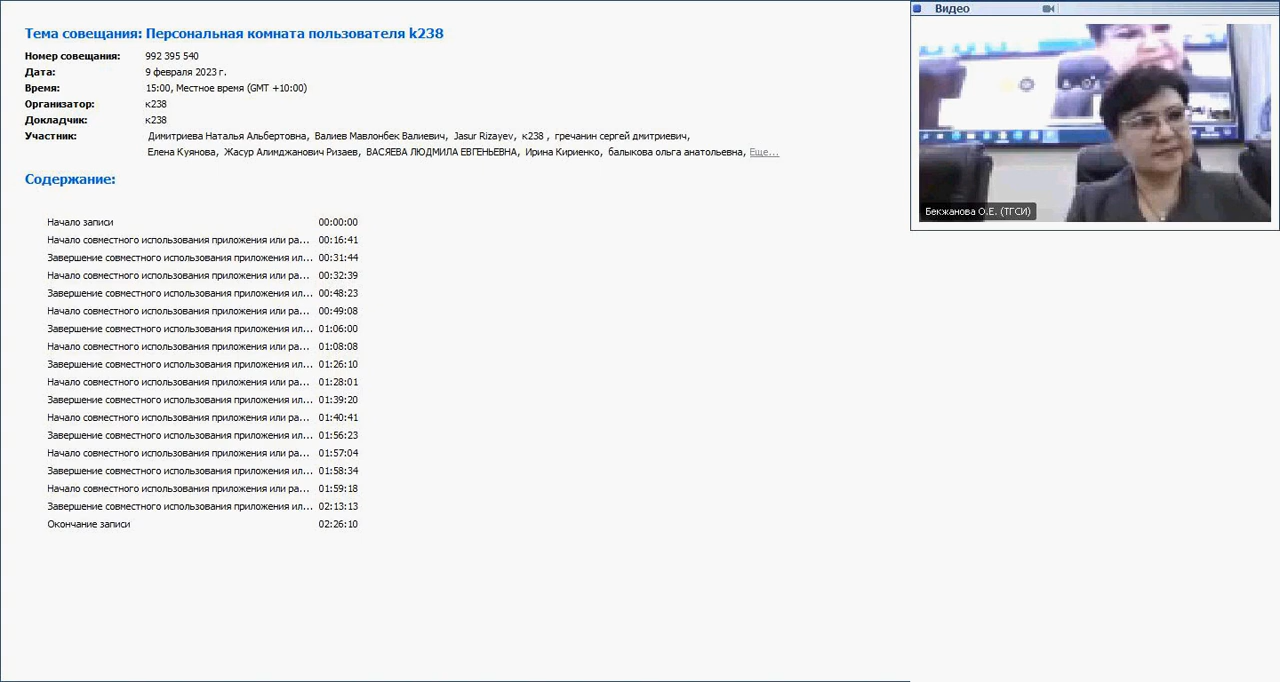 Тема совещания: Персональная комната пользователя k238
Номер совещания: 992 395 540
Дата: 9 февраля 2023 г.
Время: 15:00, Местное время (GMT +10:00)
Организатор: к238
Докладчик: к238
Участник: Димитриева Наталья Альбертовна, Валиев Мавлонбек Валиевич, Jasur Rizayev, к238 , гречанин сергей дмитриевич,
Елена Куянова, Жасур Алинджанович Ризаев, ВАСЯЕВА ЛЮДМИЛА ЕВГЕНЬЕВНА, Ирина Кириенко, балыкова ольга анатольевна, Еще...
Содержание:
Начало записи 00:00:00
Начало совместного использования приложения или ра... 00:16:41
Завершение совместного использования приложения ил... 00:31:44
Начало совместного использования приложения или ра... 00:32:39
Завершение совместного использования приложения ил... 00:48:23
Начало совместного использования приложения или ра... 00:49:08
Завершение совместного использования приложения ил... 01:06:00
Начало совместного использования приложения или ра... 01:08:08
Завершение совместного использования приложения ил... 01:26:10
Начало совместного использования приложения или ра... 01:28:01
Завершение совместного использования приложения ил... 01:39:20
Начало совместного использования приложения или ра... 01:40:41
Завершение совместного использования приложения ил... 01:56:23
Начало совместного использования приложения или ра... 01:57:04
Завершение совместного использования приложения ил... 01:58:34
Начало совместного использования приложения или ра... 01:59:18
Завершение совместного использования приложения ил... 02:13:13
Окончание записи 02:26:10
Видео
Бекжанова О.Е. (ТГСИ)